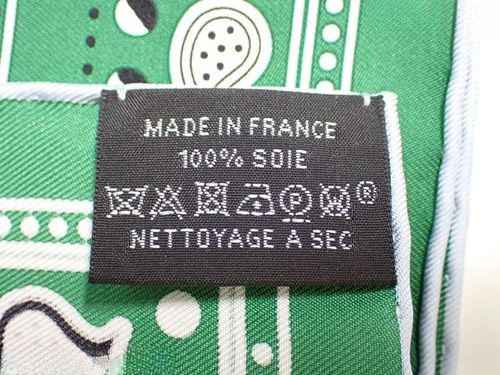 MADE IN FRANCE
100% SOIE
P W ®
NETTOYAGE A SEC